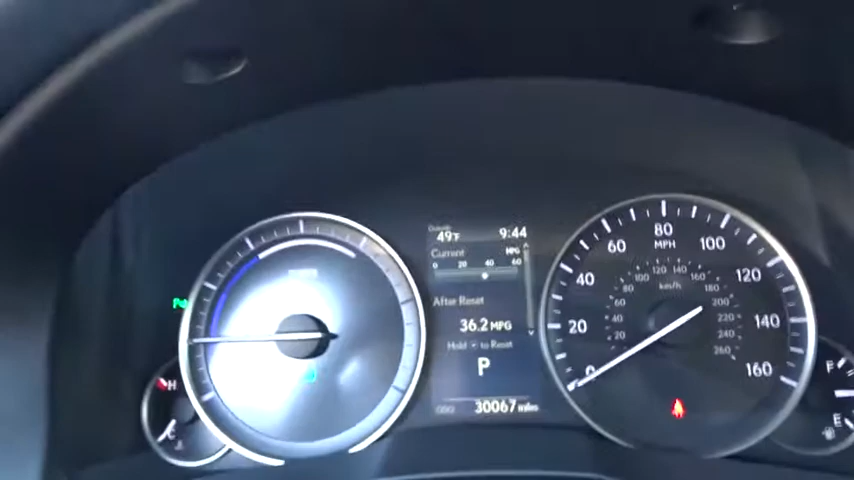 Outside
49°F 9:44
Current MPG
0 20 40 60
After Reset
36.2 MPG
Hold to Reset
P
ODO 30067 miles
H
C
0 20 40 60 80 100 120 140 160
MPH
20 40 60 80 100 120 140 160 180 200 220 240 260
km/h
F
E